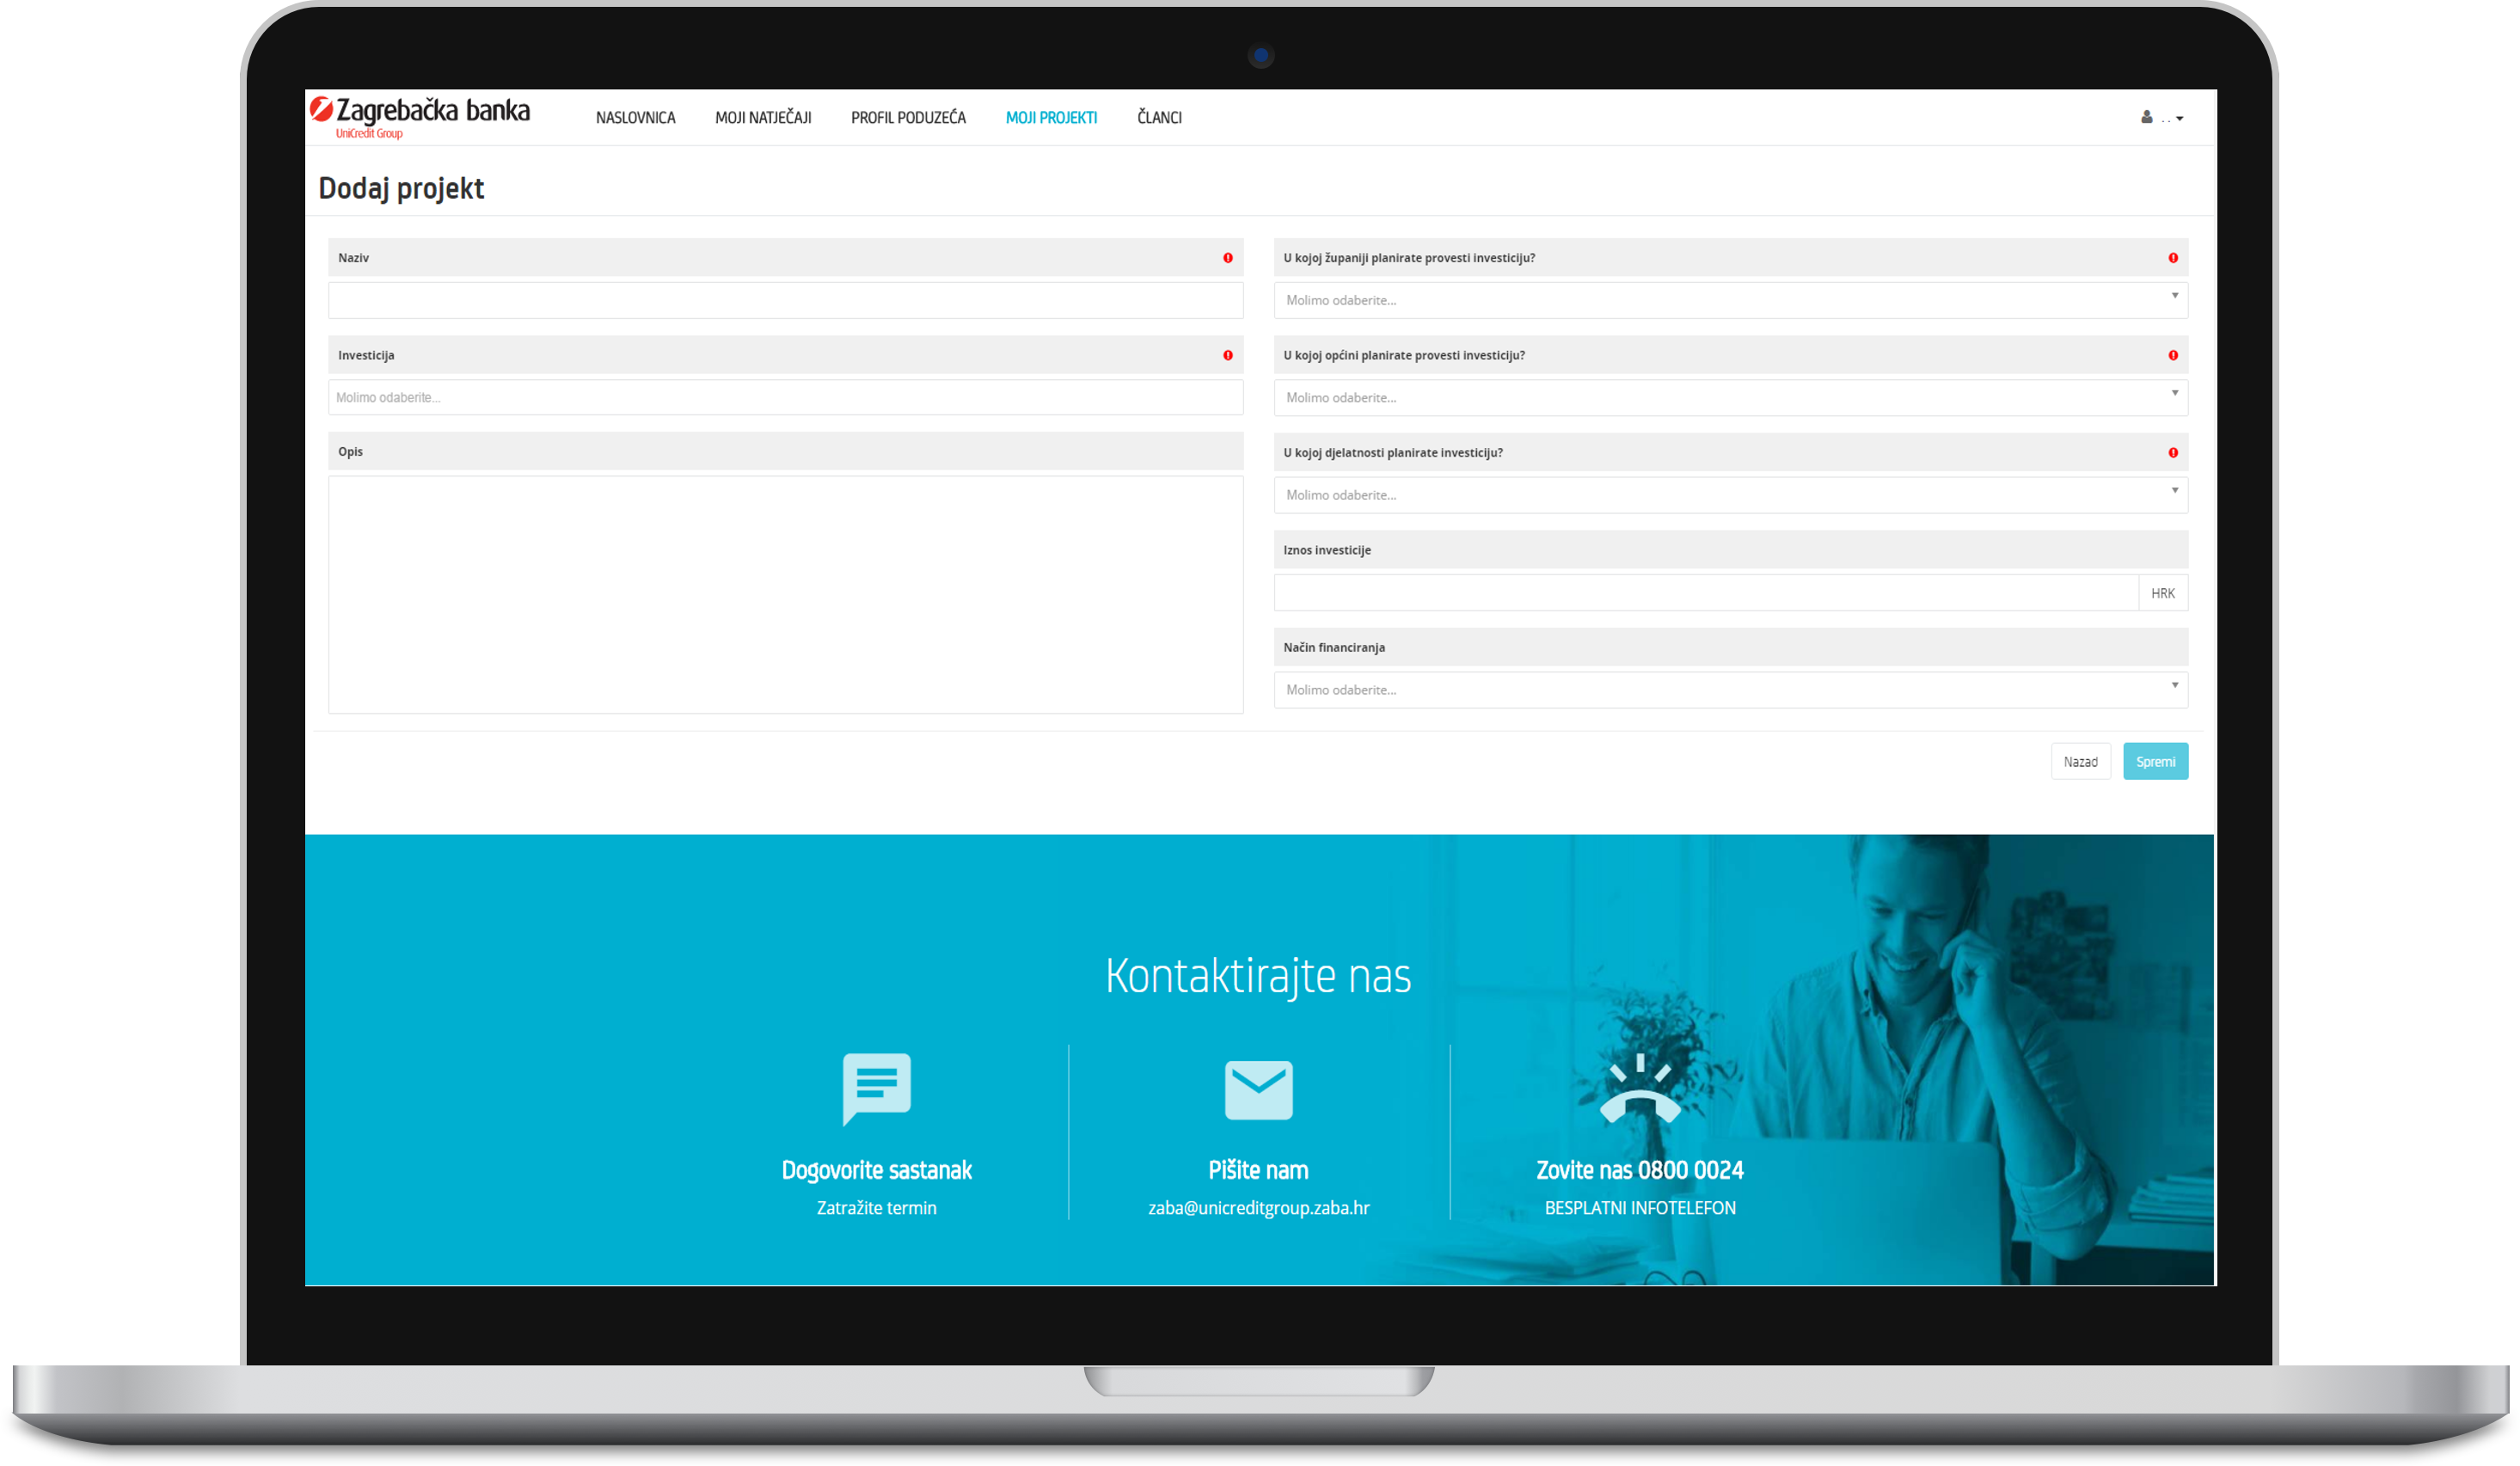 Zagrebačka banka
UniCredit Group
NASLOVNICA MOJI NATJEČAJI PROFIL PODUZEĆA MOJI PROJEKTI ČLANCI
. .
Dodaj projekt
Naziv
Investicija
Molimo odaberite...
Opis
U kojoj županiji planirate provesti investiciju?
Molimo odaberite...
U kojoj općini planirate provesti investiciju?
Molimo odaberite...
U kojoj djelatnosti planirate investiciju?
Molimo odaberite...
Iznos investicije
HRK
Način financiranja
Molimo odaberite...
Nazad Spremi
Kontaktirajte nas
Dogovorite sastanak
Zatražite termin
Pišite nam
zaba@unicreditgroup.zaba.hr
Zovite nas 0800 0024
BESPLATNI INFOTELEFON